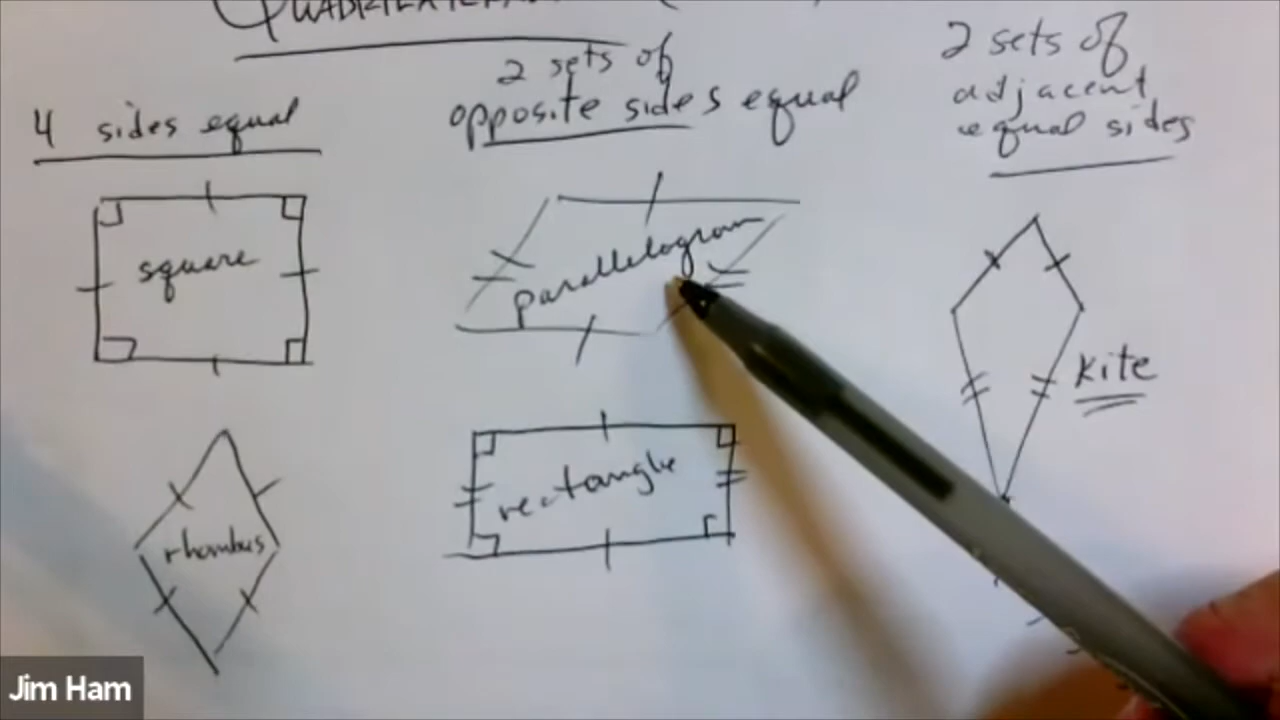 QUADRILATERALS
4 sides equal
2 sets of
opposite sides equal
2 sets of
adjacent
equal sides
square
parallelogram
kite
rectangle
rhombus
Jim Ham